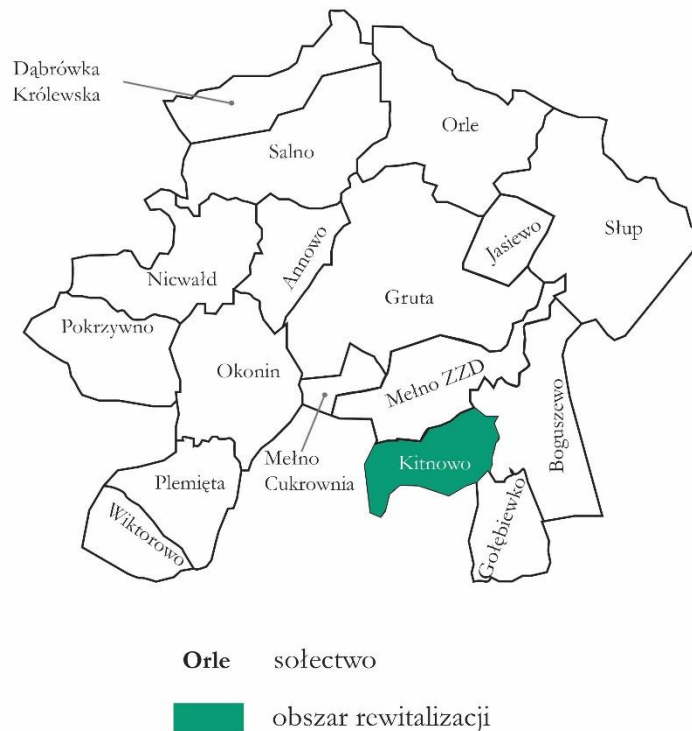 Dąbrówka
Królewska
Orle
Salno
Słup
Jasiewo
Annowo
Nicwałd
Gruta
Pokrzywno
Okonin
Mełno ZZD
Boguszewo
Mełno
Cukrownia
Kitnowo
Plemięta
Wiktorowo
Gołębiewko
Orle sołectwo
obszar rewitalizacji